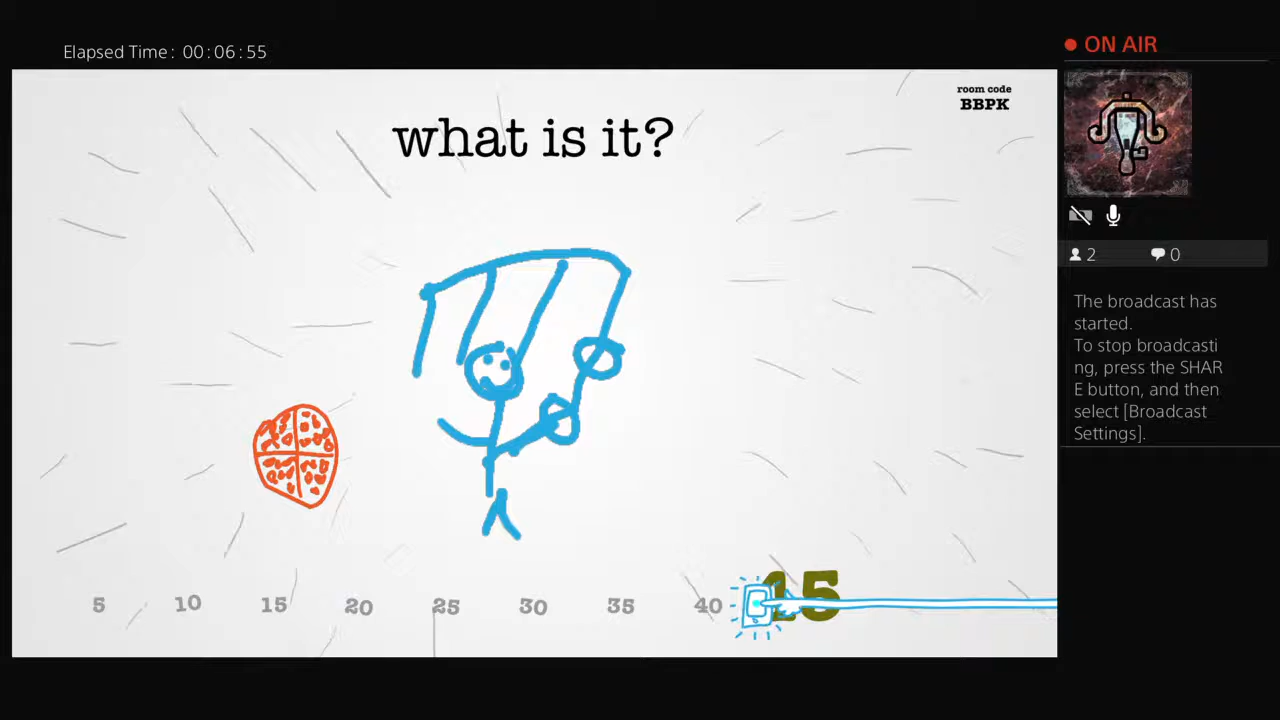 Elapsed Time: 00:06:55
ON AIR
room code
BBPK
what is it?
2
0
The broadcast has
started.
To stop broadcasti
ng, press the SHAR
E button, and then
select [Broadcast
Settings].
5 10 15 20 25 30 35 40 45